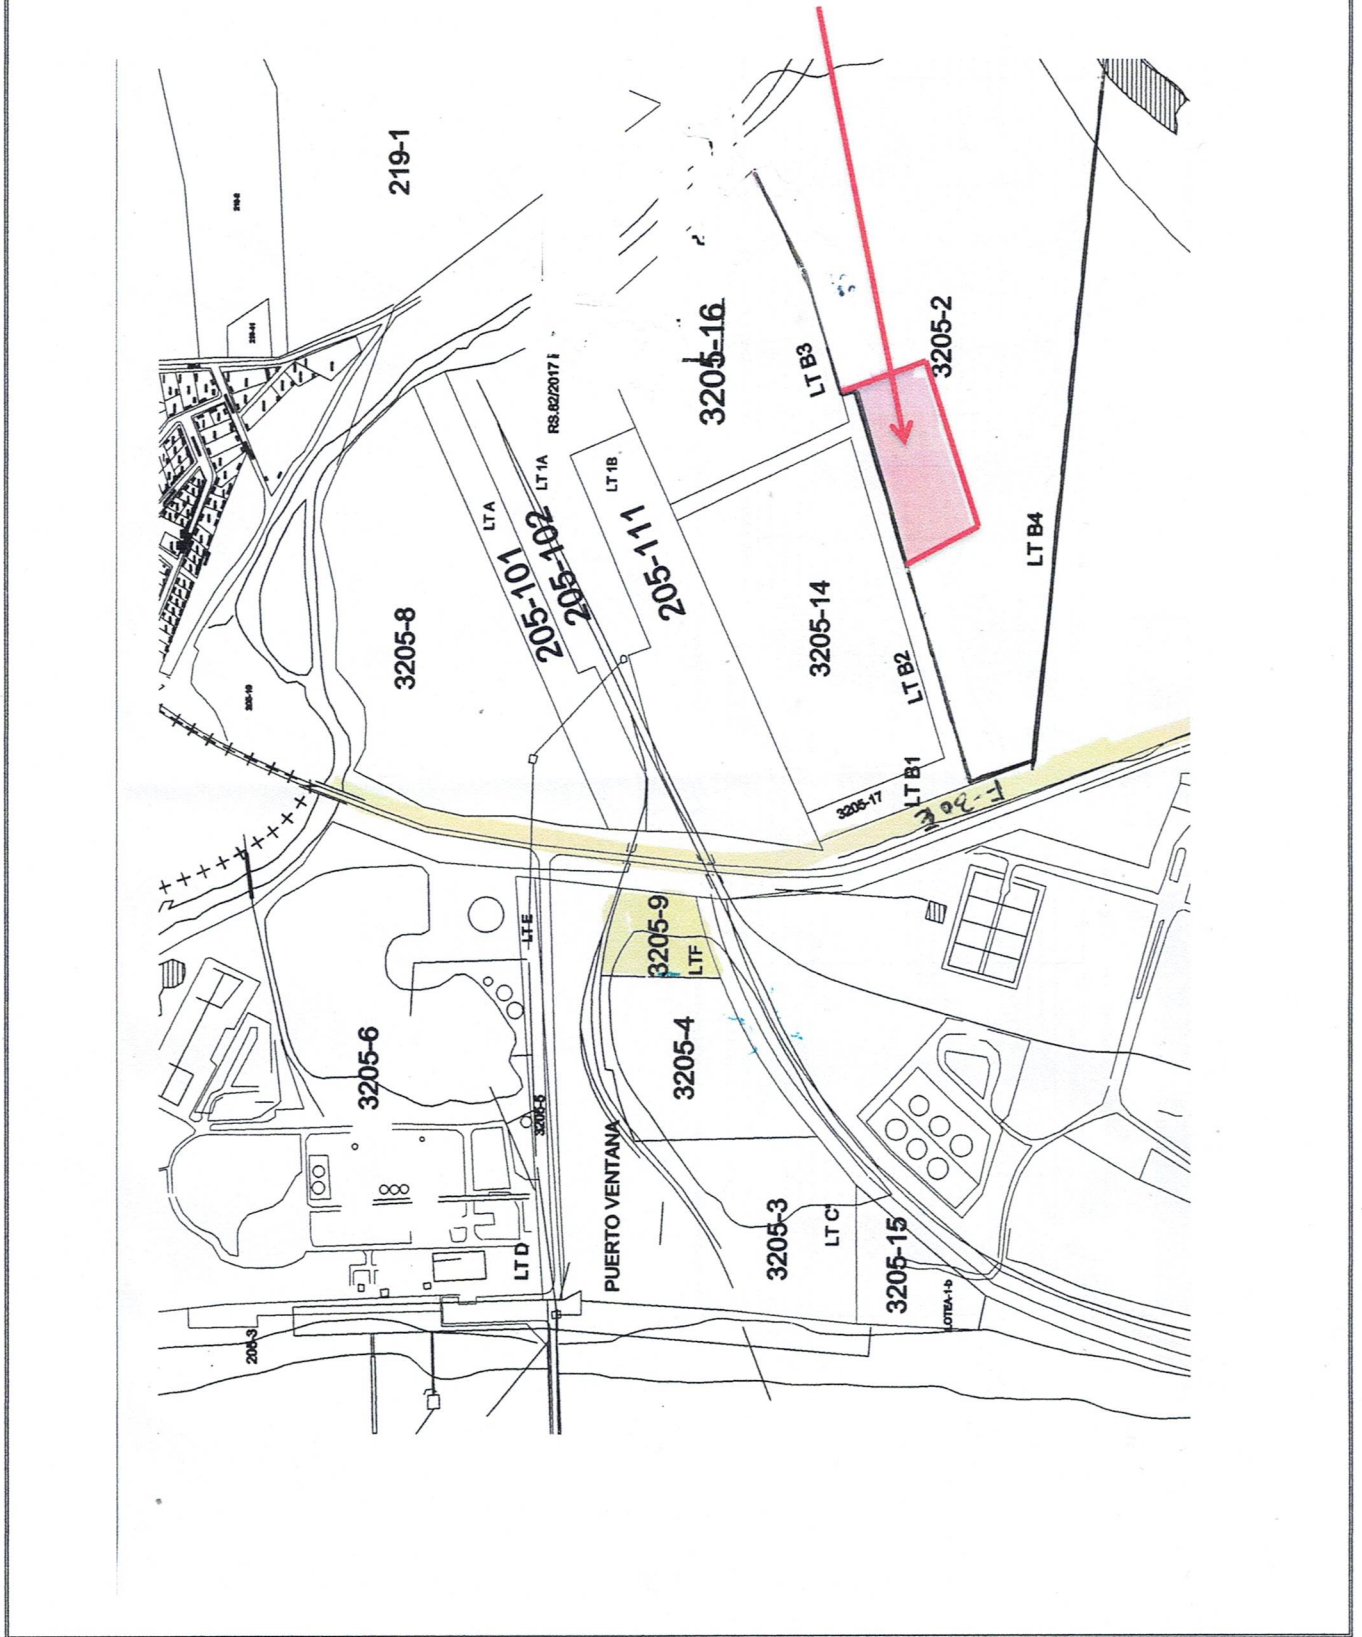 219-1
3205-16
RS.82/2017
LT B3
3205-2
LT A
LT 1A
LT 1B
205-101
205-102
205-111
3205-8
3205-14
LT B2
LT B4
LT B1
3205-17
F-30 E
LT E
3205-9
LTF
3205-6
3205-4
3205-5
PUERTO VENTANA
LT D
3205-3
LT C
3205-15
LOTEA-1-b
206-3